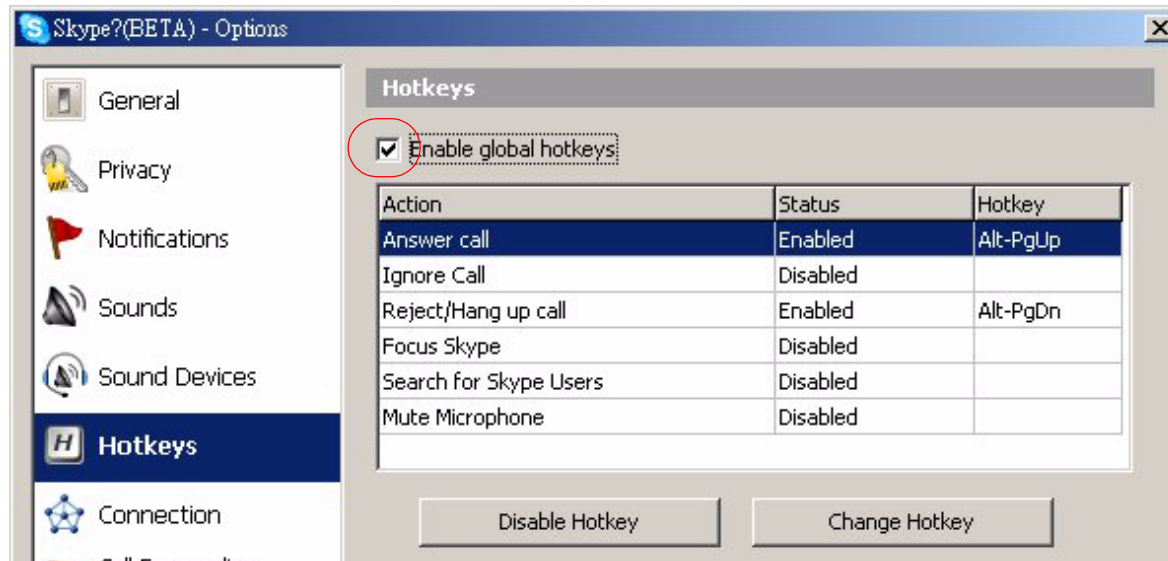 Skype?(BETA) - Options
General
Privacy
Notifications
Sounds
Sound Devices
Hotkeys
Connection
Hotkeys
Enable global hotkeys
Action Status Hotkey
Answer call Enabled Alt-PgUp
Ignore Call Disabled
Reject/Hang up call Enabled Alt-PgDn
Focus Skype Disabled
Search for Skype Users Disabled
Mute Microphone Disabled
Disable Hotkey Change Hotkey